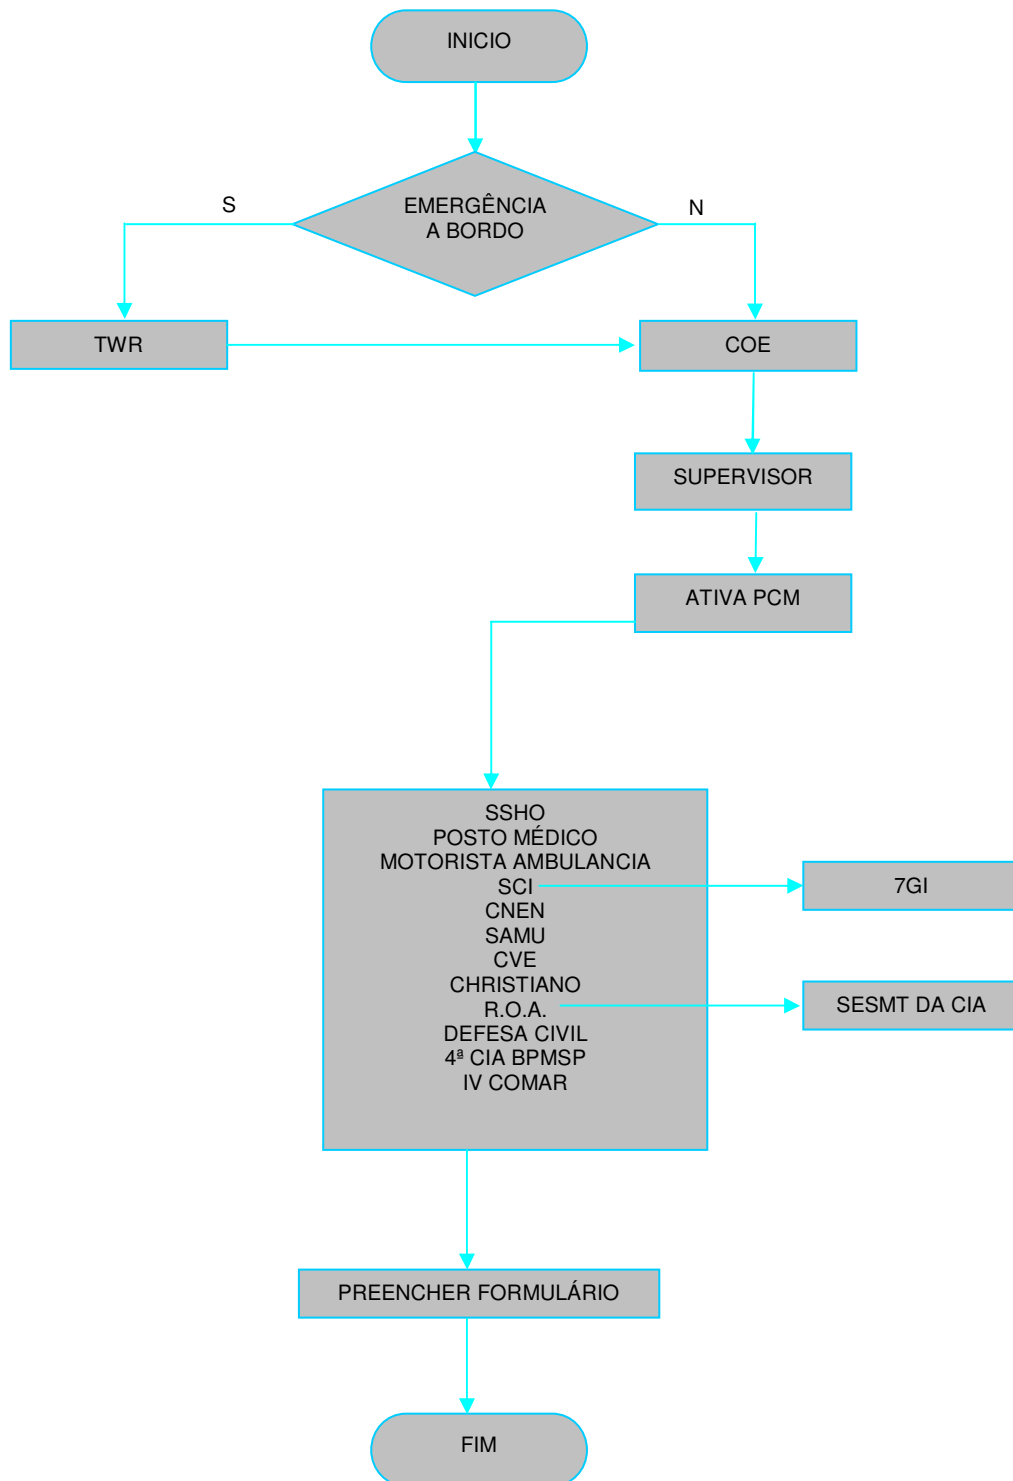 INICIO
EMERGÊNCIA
A BORDO
S
N
TWR
COE
SUPERVISOR
ATIVA PCM
SSHO
POSTO MÉDICO
MOTORISTA AMBULANCIA
SCI
CNEN
SAMU
CVE
CHRISTIANO
R.O.A.
DEFESA CIVIL
4ª CIA BPMSP
IV COMAR
7GI
SESMT DA CIA
PREENCHER FORMULÁRIO
FIM